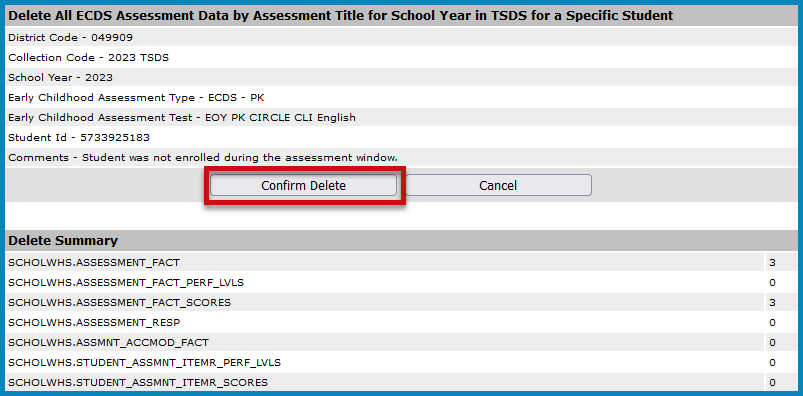 Delete All ECDS Assessment Data by Assessment Title for School Year in TSDS for a Specific Student
District Code - 049909
Collection Code - 2023 TSDS
School Year - 2023
Early Childhood Assessment Type - ECDS - PK
Early Childhood Assessment Test - EOY PK CIRCLE CLI English
Student Id - 5733925183
Comments - Student was not enrolled during the assessment window.
Confirm Delete Cancel
Delete Summary
SCHOLWHS.ASSESSMENT_FACT 3
SCHOLWHS.ASSESSMENT_FACT_PERF_LVLS 0
SCHOLWHS.ASSESSMENT_FACT_SCORES 3
SCHOLWHS.ASSESSMENT_RESP 0
SCHOLWHS.ASSMNT_ACCMOD_FACT 0
SCHOLWHS.STUDENT_ASSMNT_ITEMR_PERF_LVLS 0
SCHOLWHS.STUDENT_ASSMNT_ITEMR_SCORES 0